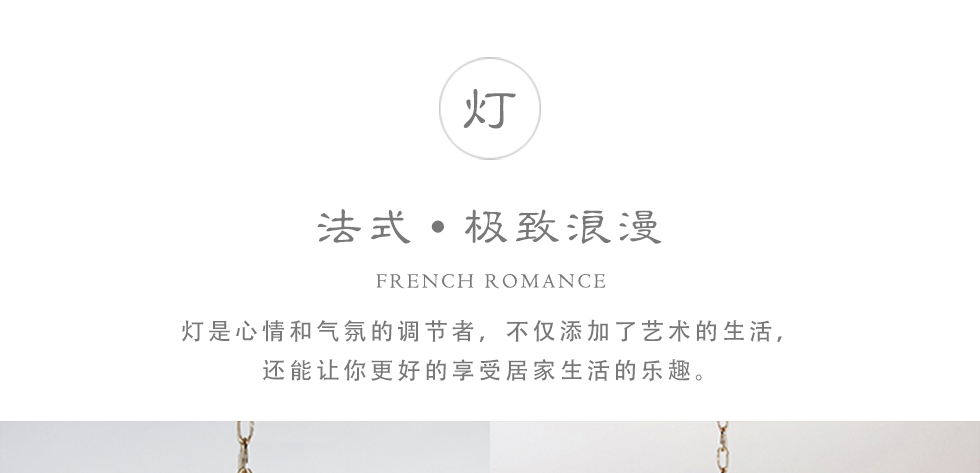 灯
法式•极致浪漫
FRENCH ROMANCE
灯是心情和气氛的调节者，不仅添加了艺术的生活，
还能让你更好的享受居家生活的乐趣。